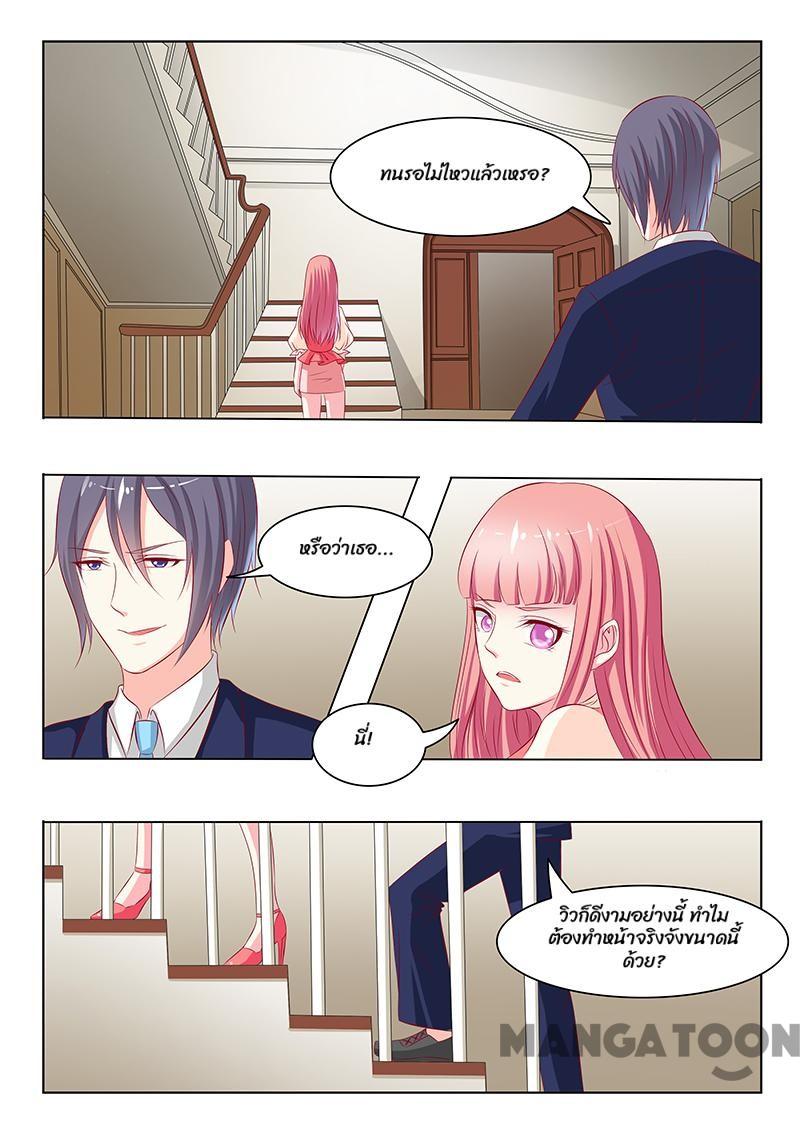 ทนรอไม่ไหวแล้วเหรอ?
หรือว่าเธอ...
นี่!
วิวก็ดีงามอย่างนี้ ทำไม
ต้องทำหน้าจริงจังขนาดนี้
ด้วย?
MANGATOON